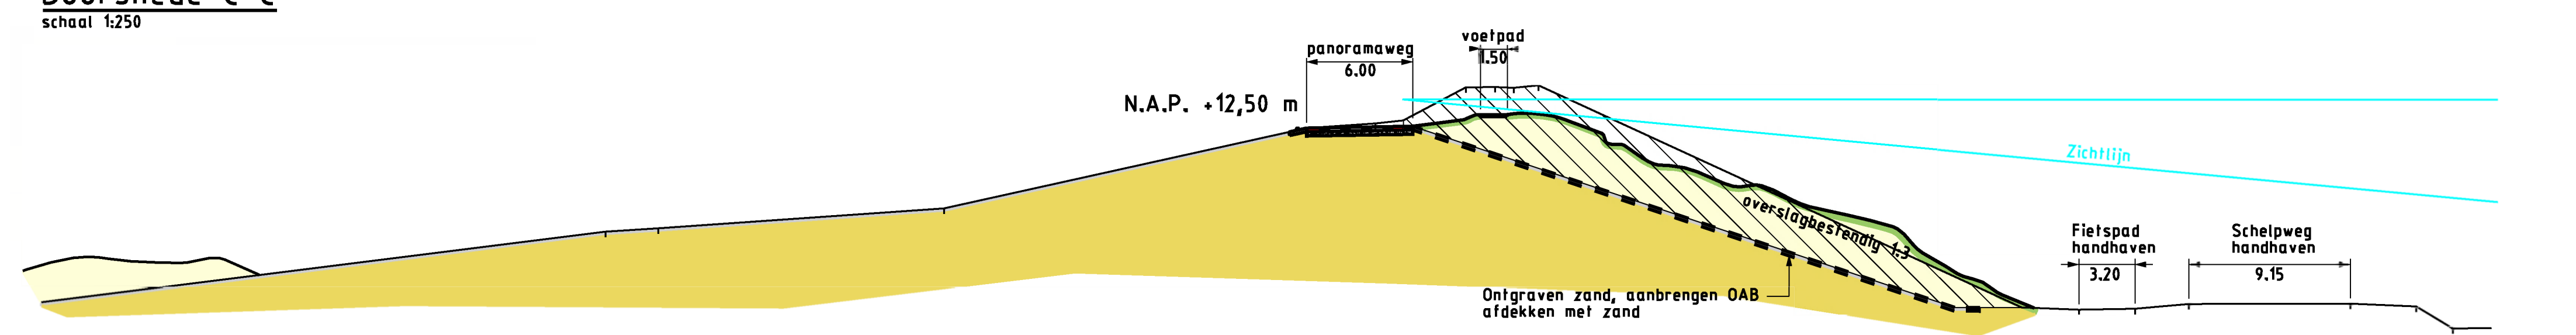 schaal 1:250
voetpad
1.50
panoramaweg
6.00
N.A.P. +12,50 m
Zichtlijn
overslagbestendig 1:3
Fietspad
handhaven
3.20
Schelpweg
handhaven
9.15
Ontgraven zand, aanbrengen OAB
afdekken met zand